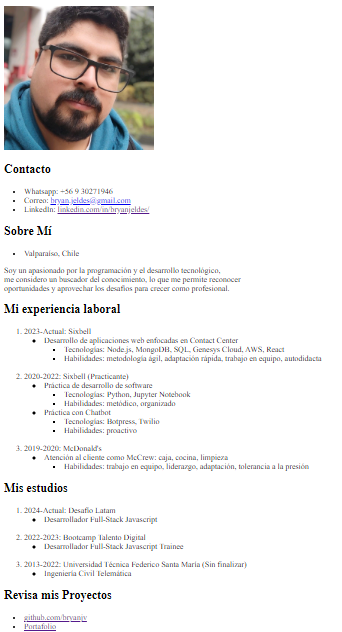 Contacto
Whatsapp: +56 9 30271946
Correo: bryan.jeldes@gmail.com
LinkedIn: linkedin.com/in/bryanjeldes/
Sobre Mí
Valparaíso, Chile
Soy un apasionado por la programación y el desarrollo tecnológico,
me considero un buscador del conocimiento, lo que me permite reconocer
oportunidades y aprovechar los desafíos para crecer como profesional.
Mi experiencia laboral
1. 2023-Actual: Sixbell
Desarrollo de aplicaciones web enfocadas en Contact Center
Tecnologías: Node.js, MongoDB, SQL, Genesys Cloud, AWS, React
Habilidades: metodología ágil, adaptación rápida, trabajo en equipo, autodidacta
2. 2020-2022: Sixbell (Practicante)
Práctica de desarrollo de software
Tecnologías: Python, Jupyter Notebook
Habilidades: metódico, organizado
Práctica con Chatbot
Tecnologías: Botpress, Twilio
Habilidades: proactivo
3. 2019-2020: McDonald's
Atención al cliente como McCrew: caja, cocina, limpieza
Habilidades: trabajo en equipo, liderazgo, adaptación, tolerancia a la presión
Mis estudios
1. 2024-Actual: Desafío Latam
Desarrollador Full-Stack Javascript
2. 2022-2023: Bootcamp Talento Digital
Desarrollador Full-Stack Javascript Trainee
3. 2013-2022: Universidad Técnica Federico Santa María (Sin finalizar)
Ingeniería Civil Telemática
Revisa mis Proyectos
github.com/bryanjv
Portafolio